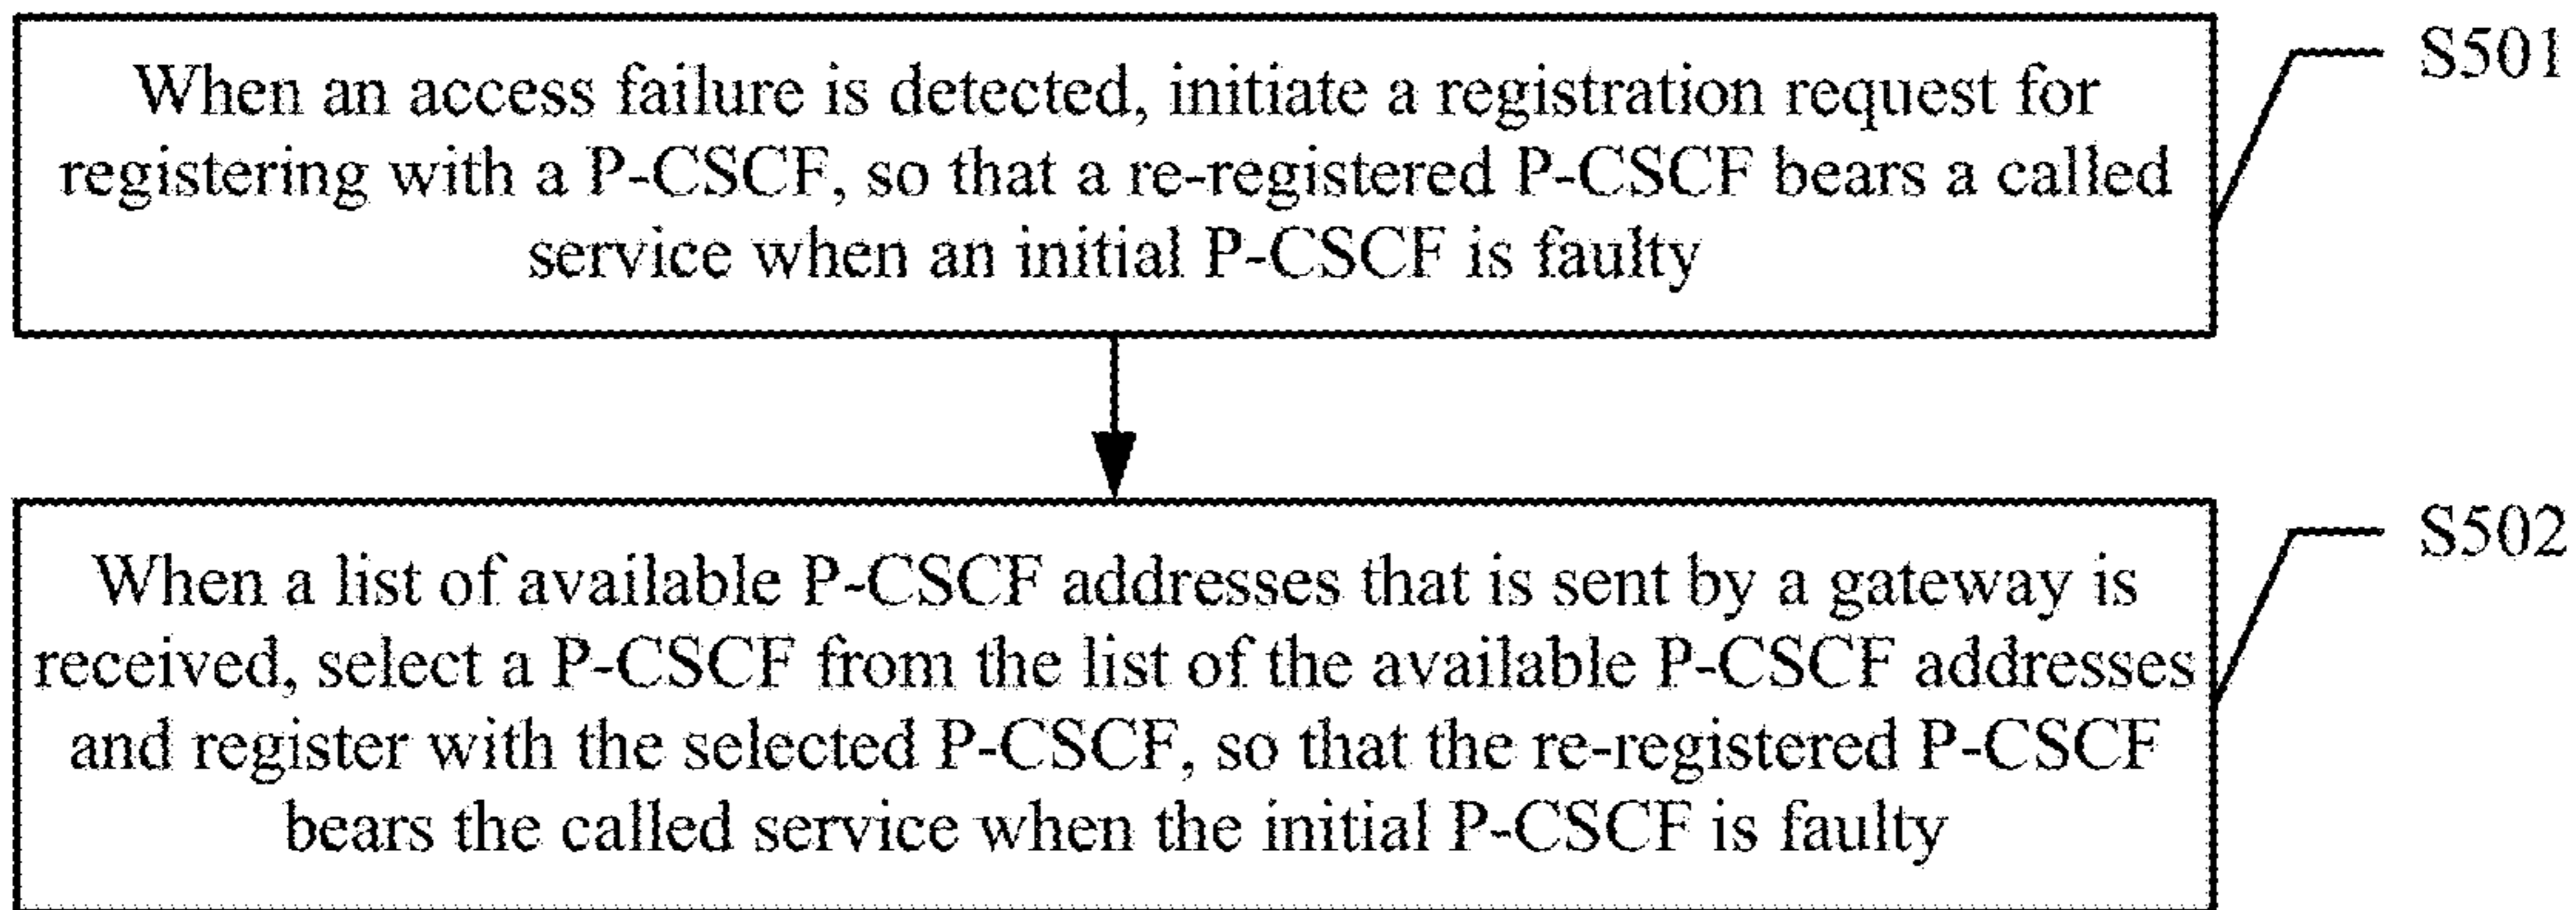 When an access failure is detected, initiate a registration request for
registering with a P-CSCF, so that a re-registered P-CSCF bears a called
service when an initial P-CSCF is faulty
S501
When a list of available P-CSCF addresses that is sent by a gateway is
received, select a P-CSCF from the list of the available P-CSCF addresses
and register with the selected P-CSCF, so that the re-registered P-CSCF
bears the called service when the initial P-CSCF is faulty
S502